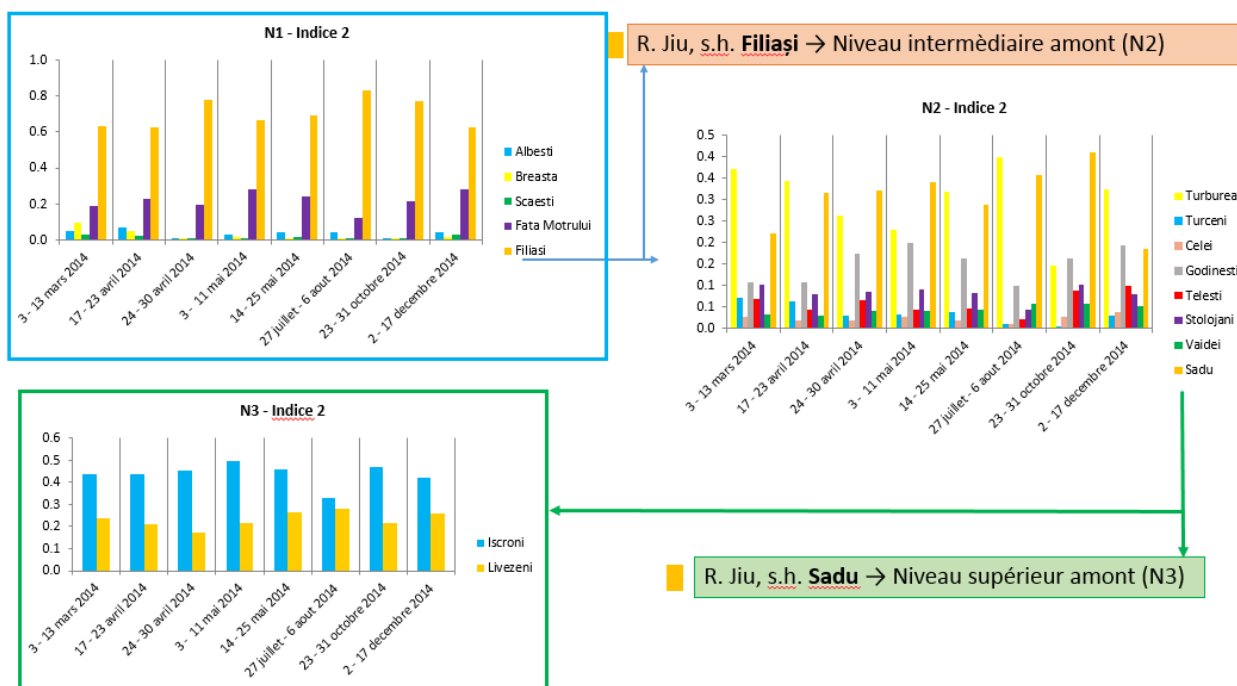 N1 - Indice 2
1.0
0.8
0.6
0.4
0.2
0.0
3 - 13 mars 2014
17 - 23 avril 2014
24 - 30 avril 2014
3 - 11 mai 2014
14 - 25 mai 2014
27 juillet - 6 aout 2014
23 - 31 octobre 2014
2 - 17 decembre 2014
Albesti
Breasta
Scaesti
Fata Motrului
Filiasi
R. Jiu, s.h. Filiași → Niveau intermèdiaire amont (N2)
N2 - Indice 2
0.5
0.4
0.4
0.3
0.3
0.2
0.2
0.1
0.1
0.0
3 - 13 mars 2014
17 - 23 avril 2014
24 - 30 avril 2014
3 - 11 mai 2014
14 - 25 mai 2014
27 juillet - 6 aout 2014
23 - 31 octobre 2014
2 - 17 decembre 2014
Turburea
Turceni
Celei
Godinesti
Telesti
Stolojani
Vaidei
Sadu
N3 - Indice 2
0.6
0.5
0.4
0.3
0.2
0.1
0.0
3 - 13 mars 2014
17 - 23 avril 2014
24 - 30 avril 2014
3 - 11 mai 2014
14 - 25 mai 2014
27 juillet - 6 aout 2014
23 - 31 octobre 2014
2 - 17 decembre 2014
Iscroni
Livezeni
R. Jiu, s.h. Sadu → Niveau supérieur amont (N3)